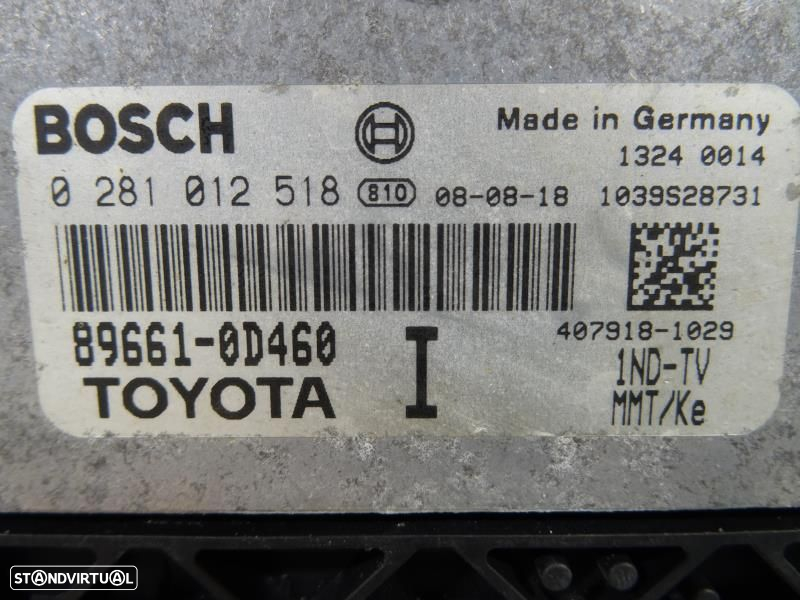 BOSCH
Made in Germany
1324 0014
0 281 012 518 810 08-08-18 1039S28731
407918-1029
89661-0D460 I 1ND-TV
TOYOTA MMT/Ke
STANDVIRTUAL